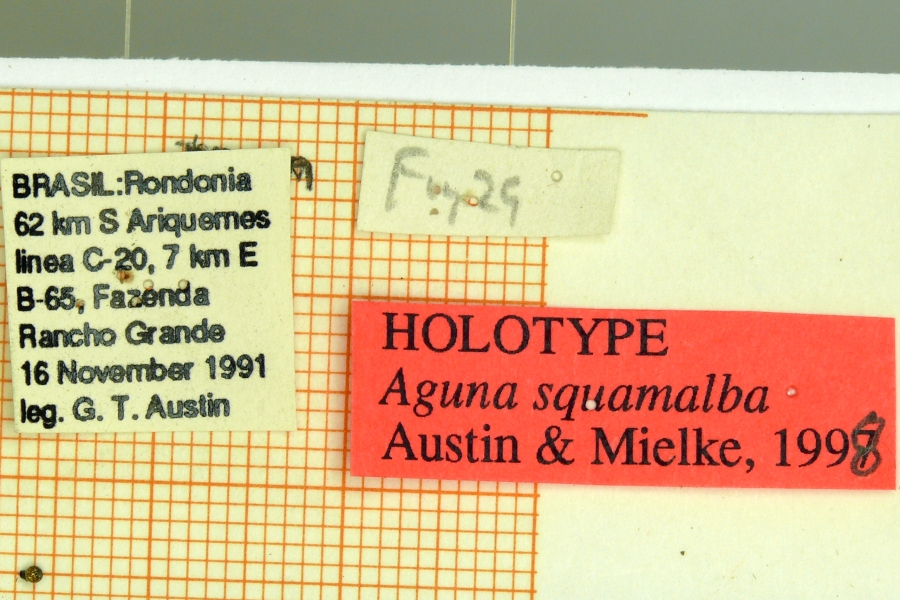 BRASIL:Rondonia
62 km S Ariquemes
linea C-20, 7 km E
B-65, Fazenda
Rancho Grande
16 November 1991
leg. G. T. Austin
HOLOTYPE
Aguna squamalba
Austin & Mielke, 1998